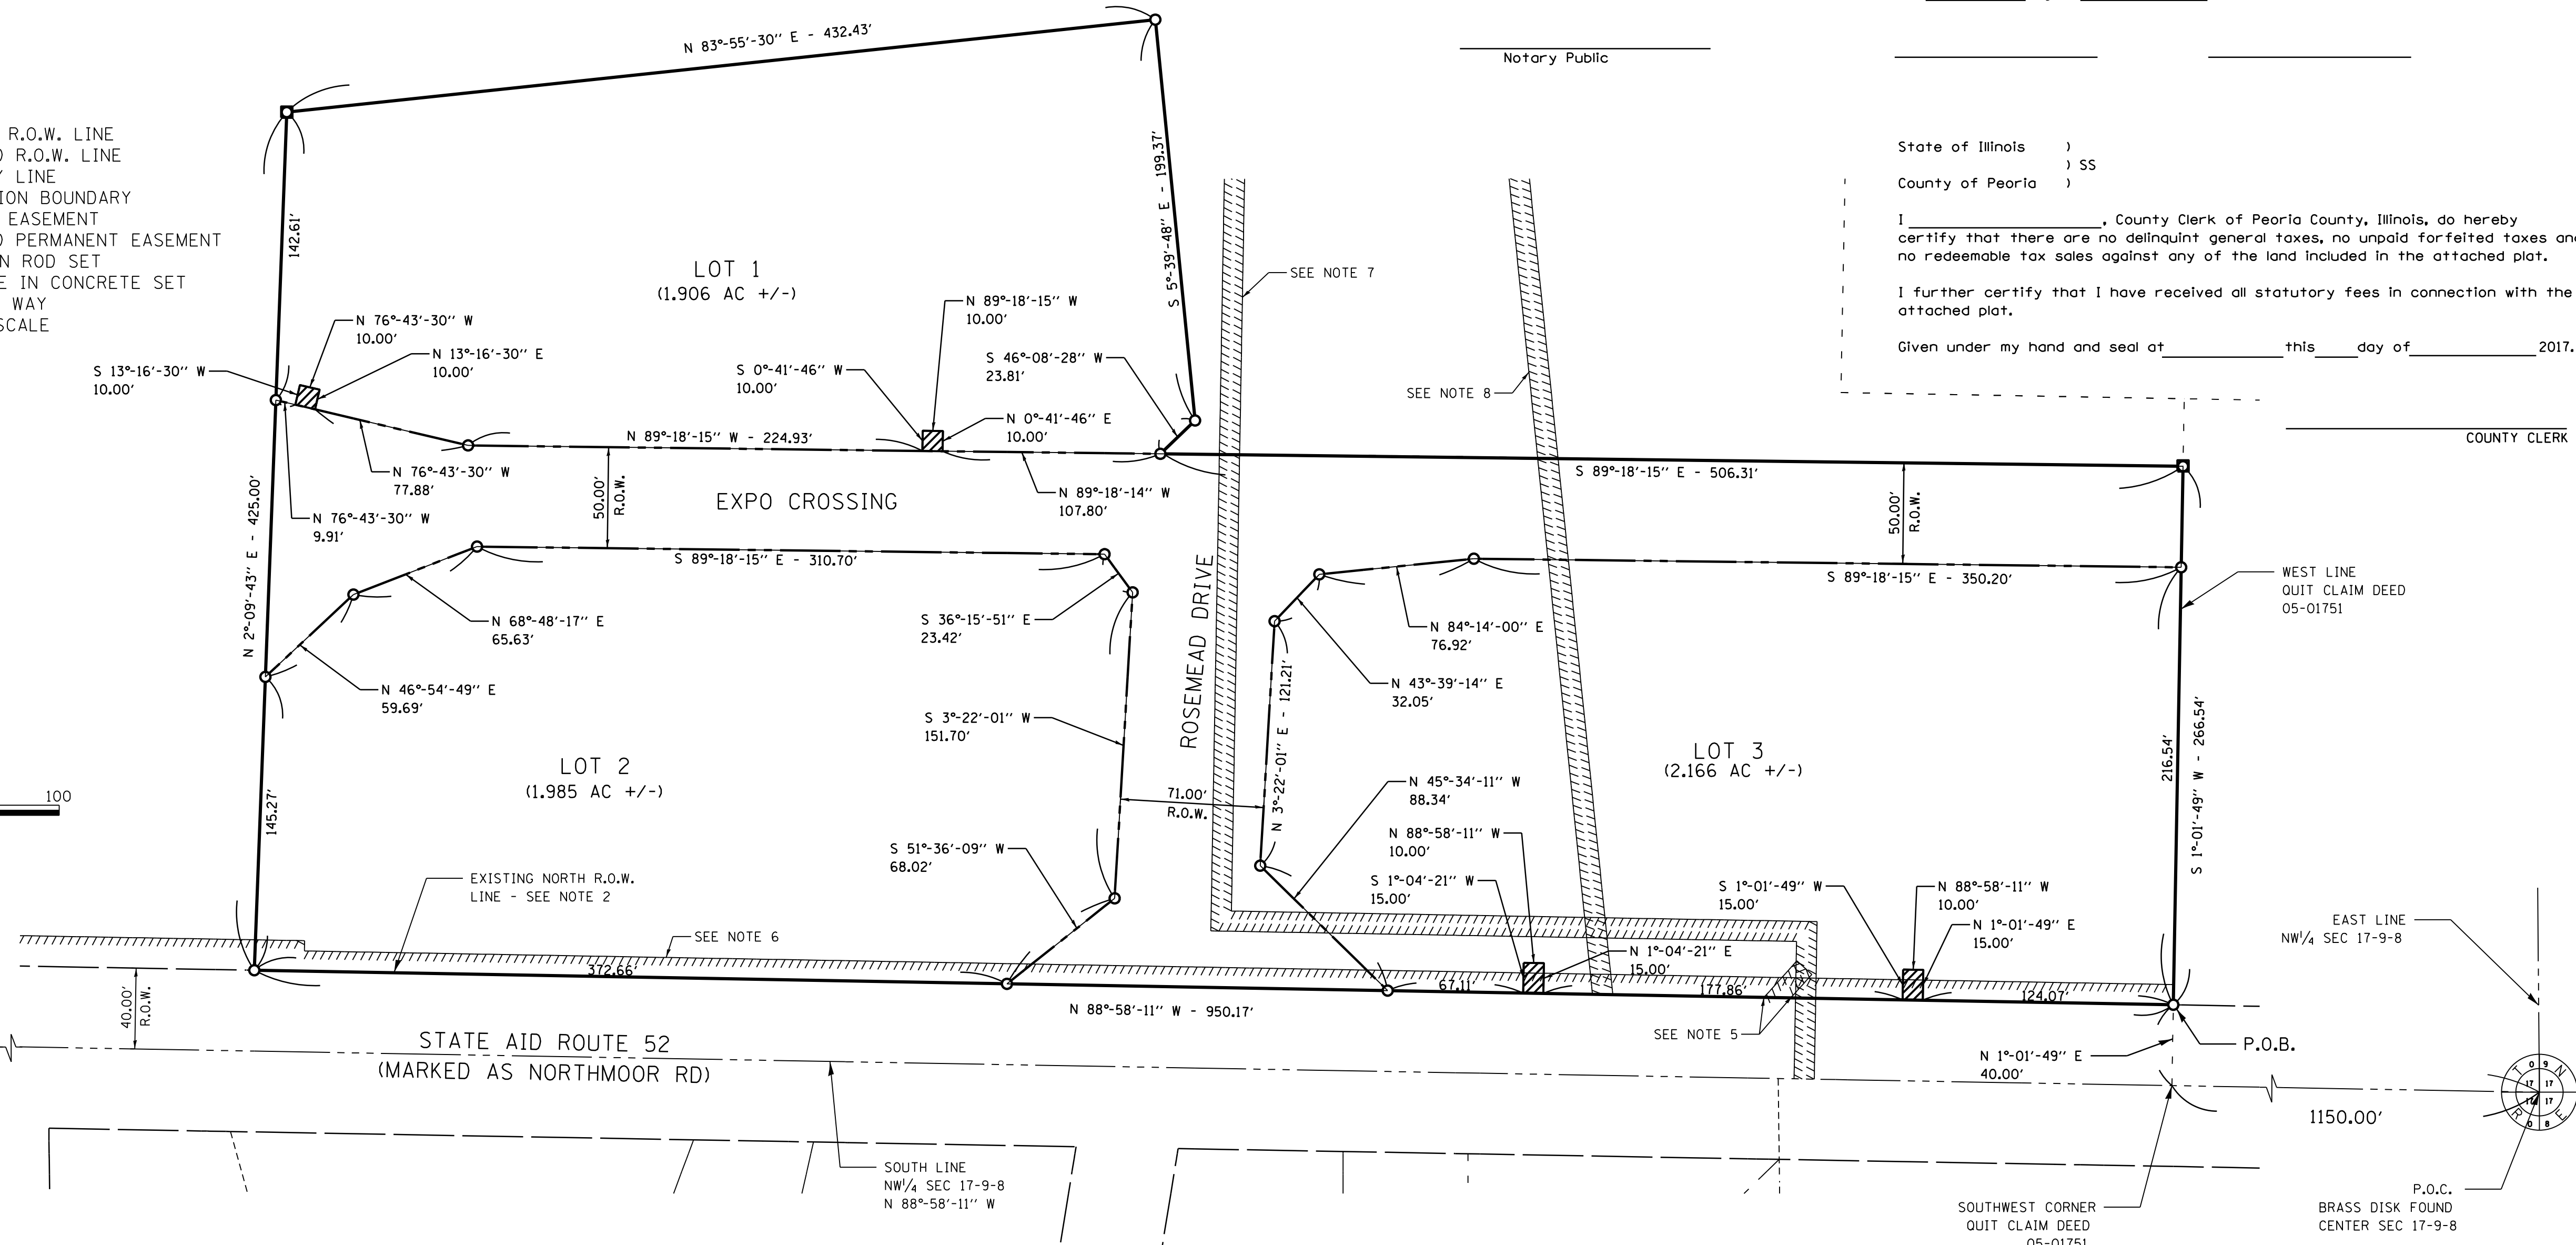 N 83°-55'-30'' E - 432.43'
Notary Public
R.O.W. LINE
R.O.W. LINE
LINE
ION BOUNDARY
EASEMENT
PERMANENT EASEMENT
ROD SET
IN CONCRETE SET
WAY
SCALE
State of Illinois )
) SS
County of Peoria )
I , County Clerk of Peoria County, Illinois, do hereby
certify that there are no delinquint general taxes, no unpaid forfeited taxes and
no redeemable tax sales against any of the land included in the attached plat.
I further certify that I have received all statutory fees in connection with the
attached plat.
Given under my hand and seal at this day of 2017.
COUNTY CLERK
142.61'
S 5°-39'-48'' E - 199.37'
LOT 1
(1.906 AC +/-)
SEE NOTE 7
N 89°-18'-15'' W
10.00'
N 76°-43'-30'' W
10.00'
N 13°-16'-30'' E
10.00'
S 13°-16'-30'' W
10.00'
S 0°-41'-46'' W
10.00'
S 46°-08'-28'' W
23.81'
SEE NOTE 8
N 0°-41'-46'' E
10.00'
N 89°-18'-15'' W - 224.93'
N 76°-43'-30'' W
77.88'
N 89°-18'-14'' W
107.80'
S 89°-18'-15'' E - 506.31'
50.00'
R.O.W.
EXPO CROSSING
50.00'
R.O.W.
N 76°-43'-30'' W
9.91'
N 2°-09'-43'' E - 425.00'
S 89°-18'-15'' E - 310.70'
S 89°-18'-15'' E - 350.20'
WEST LINE
QUIT CLAIM DEED
05-01751
N 68°-48'-17'' E
65.63'
S 36°-15'-51'' E
23.42'
N 84°-14'-00'' E
76.92'
ROSEMEAD DRIVE
N 46°-54'-49'' E
59.69'
N 43°-39'-14'' E
32.05'
S 3°-22'-01'' W
151.70'
N 3°-22'-01'' E - 121.21'
LOT 2
(1.985 AC +/-)
LOT 3
(2.166 AC +/-)
216.54'
S 1°-01'-49'' W - 266.54'
100
145.27'
71.00'
R.O.W.
N 45°-34'-11'' W
88.34'
N 88°-58'-11'' W
10.00'
S 51°-36'-09'' W
68.02'
S 1°-04'-21'' W
15.00'
S 1°-01'-49'' W
15.00'
N 88°-58'-11'' W
10.00'
EXISTING NORTH R.O.W.
LINE - SEE NOTE 2
N 1°-01'-49'' E
15.00'
EAST LINE
NW1/4 SEC 17-9-8
SEE NOTE 6
N 1°-04'-21'' E
15.00'
372.66'
67.11'
177.86'
124.07'
40.00'
R.O.W.
N 88°-58'-11'' W - 950.17'
SEE NOTE 5
STATE AID ROUTE 52
(MARKED AS NORTHMOOR RD)
P.O.B.
N 1°-01'-49'' E
40.00'
T 0 9 N
17 17
17 17
R 0 8 E
1150.00'
SOUTH LINE
NW1/4 SEC 17-9-8
N 88°-58'-11'' W
SOUTHWEST CORNER
QUIT CLAIM DEED
05-01751
P.O.C.
BRASS DISK FOUND
CENTER SEC 17-9-8